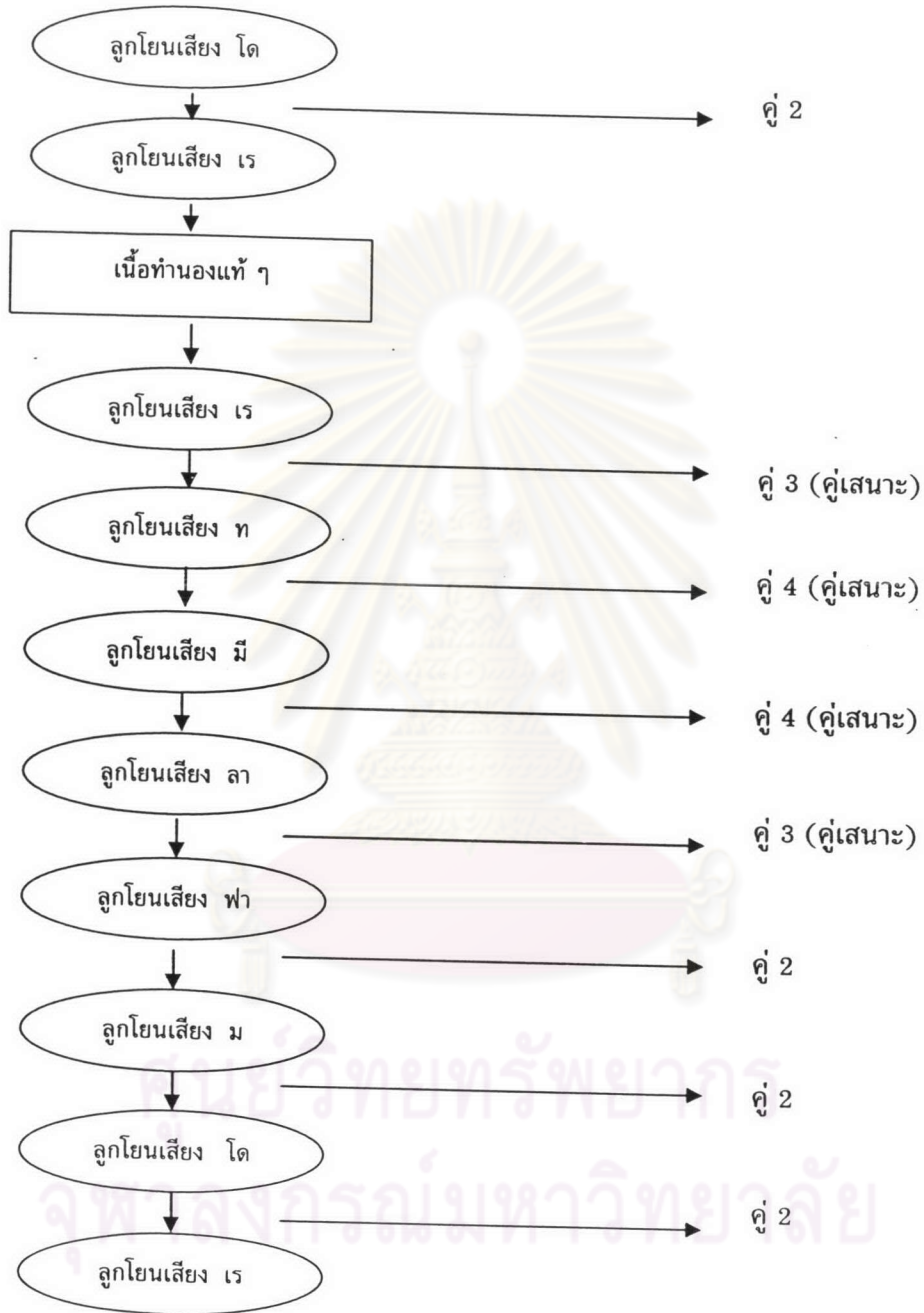 ลูกโยนเสียง โด
คู่ 2
ลูกโยนเสียง เร
เนื้อทำนองแท้ ๆ
ลูกโยนเสียง เร
คู่ 3 (คู่เสนาะ)
ลูกโยนเสียง ท
คู่ 4 (คู่เสนาะ)
ลูกโยนเสียง มี
คู่ 4 (คู่เสนาะ)
ลูกโยนเสียง ลา
คู่ 3 (คู่เสนาะ)
ลูกโยนเสียง ฟา
คู่ 2
ลูกโยนเสียง ม
คู่ 2
ลูกโยนเสียง โด
คู่ 2
ลูกโยนเสียง เร
ศูนย์วิทยทรัพยากร
จุฬาลงกรณ์มหาวิทยาลัย